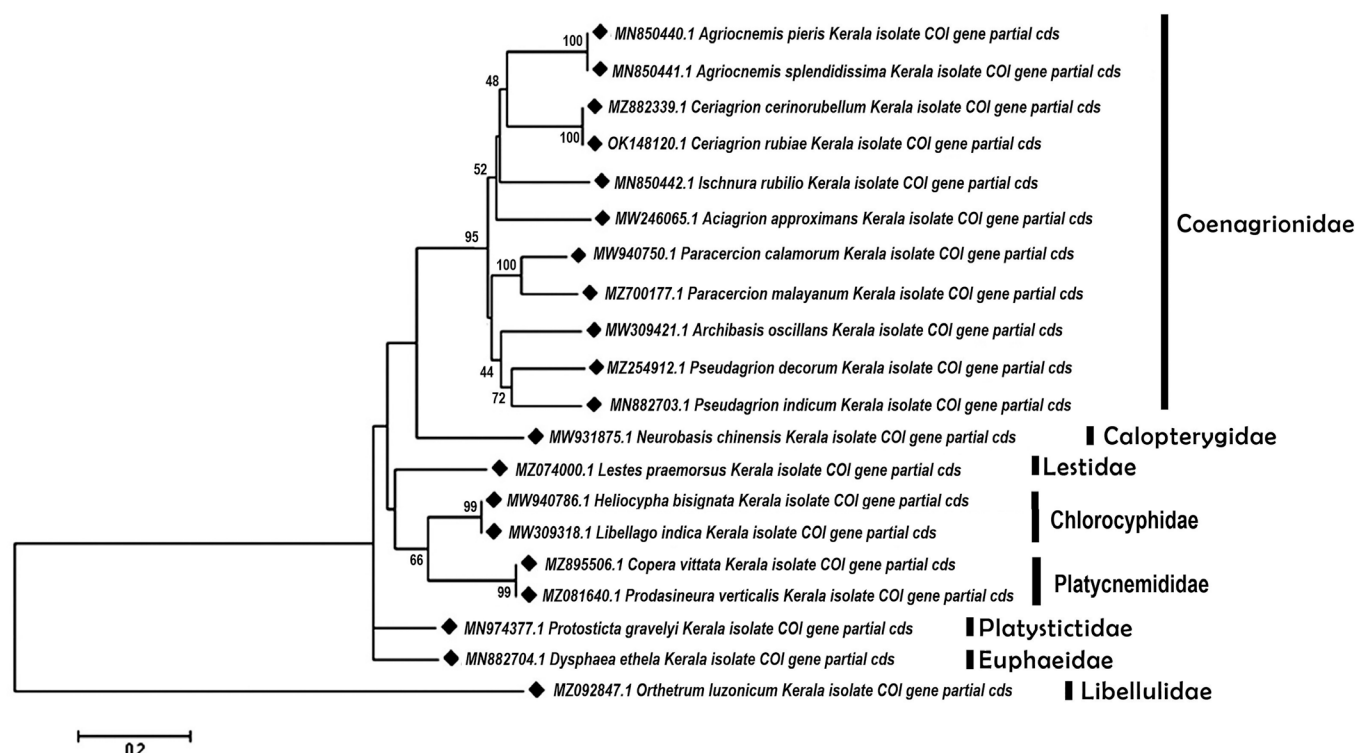 100 MN850440.1 Agriocnemis pieris Kerala isolate COI gene partial cds
MN850441.1 Agriocnemis splendidissima Kerala isolate COI gene partial cds
48
MZ882339.1 Ceriagrion cerinorubellum Kerala isolate COI gene partial cds
100 OK148120.1 Ceriagrion rubiae Kerala isolate COI gene partial cds
52
MN850442.1 Ischnura rubilio Kerala isolate COI gene partial cds
MW246065.1 Aciagrion approximans Kerala isolate COI gene partial cds
Coenagrionidae
95
MW940750.1 Paracercion calamorum Kerala isolate COI gene partial cds
100
MZ700177.1 Paracercion malayanum Kerala isolate COI gene partial cds
MW309421.1 Archibasis oscillans Kerala isolate COI gene partial cds
44
MZ254912.1 Pseudagrion decorum Kerala isolate COI gene partial cds
72
MN882703.1 Pseudagrion indicum Kerala isolate COI gene partial cds
MW931875.1 Neurobasis chinensis Kerala isolate COI gene partial cds Calopterygidae
MZ074000.1 Lestes praemorsus Kerala isolate COI gene partial cds Lestidae
99 MW940786.1 Heliocypha bisignata Kerala isolate COI gene partial cds
Chlorocyphidae
MW309318.1 Libellago indica Kerala isolate COI gene partial cds
66
MZ895506.1 Copera vittata Kerala isolate COI gene partial cds
Platycnemididae
99 MZ081640.1 Prodasineura verticalis Kerala isolate COI gene partial cds
MN974377.1 Protosticta gravelyi Kerala isolate COI gene partial cds Platystictidae
MN882704.1 Dysphaea ethela Kerala isolate COI gene partial cds Euphaeidae
MZ092847.1 Orthetrum luzonicum Kerala isolate COI gene partial cds Libellulidae
0.2